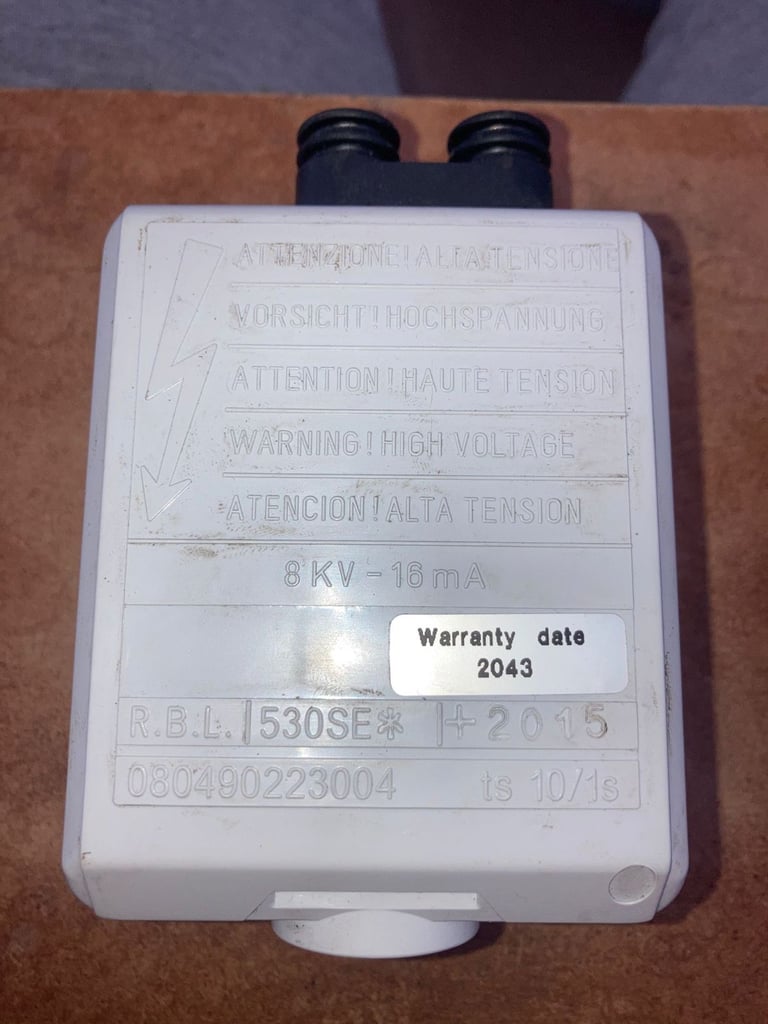 ATTENZIONE! ALTA TENSIONE
VORSICHT! HOCHSPANNUNG
ATTENTION! HAUTE TENSION
WARNING! HIGH VOLTAGE
ATENCION! ALTA TENSION
8 KV - 16 mA
Warranty date
2043
R.B.L. | 530SE* | + 2015
080490223004 ts 10/1s